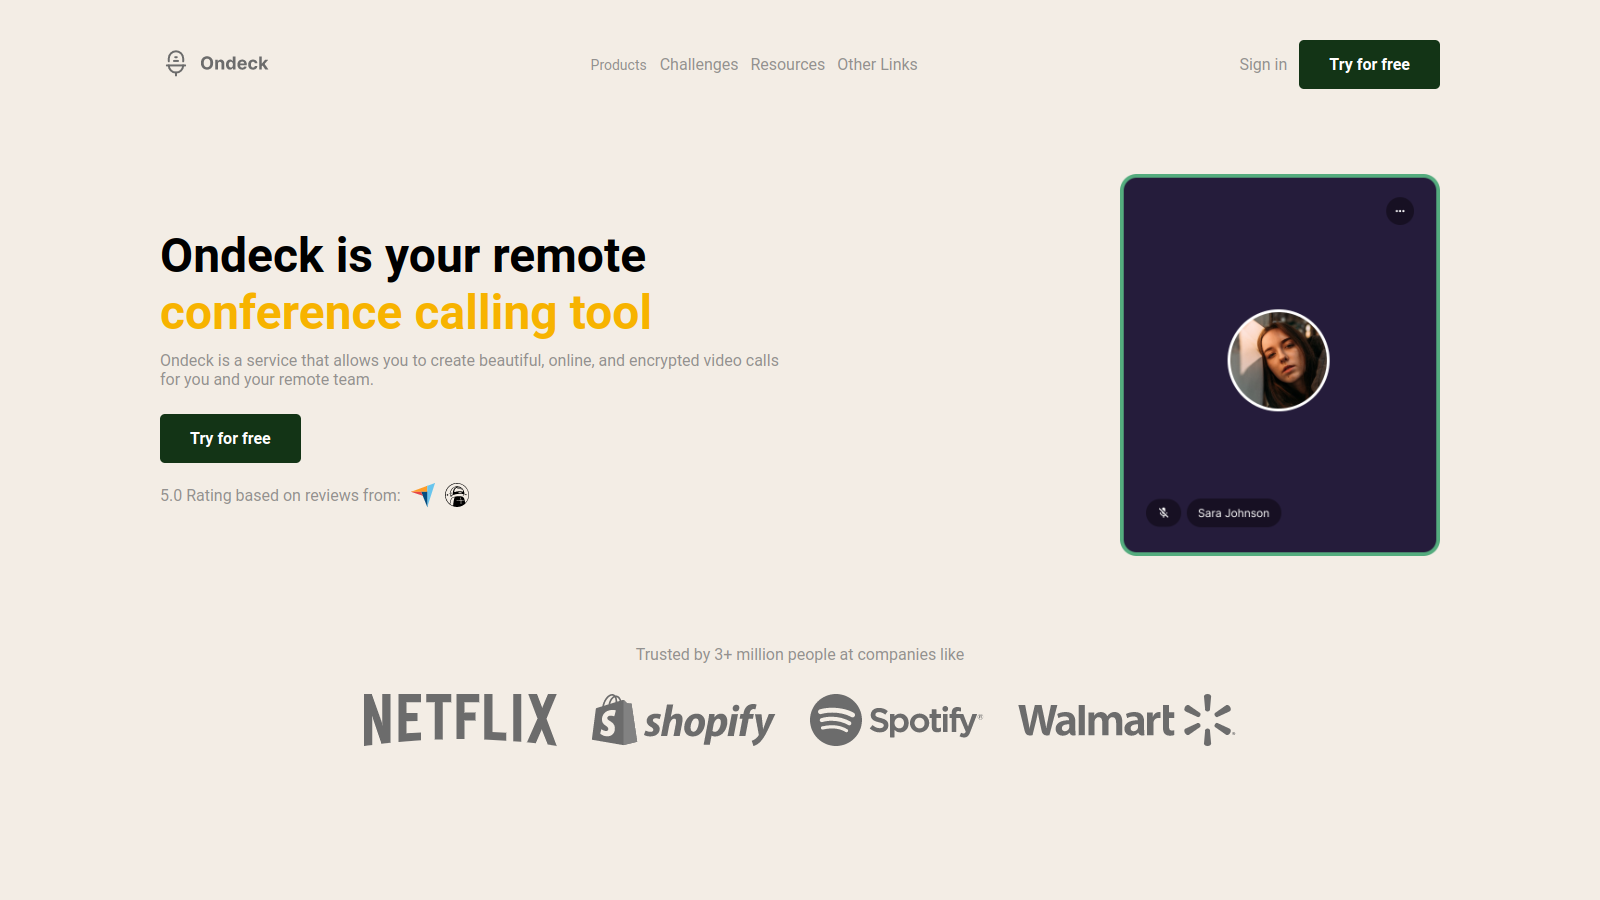 Ondeck
Products Challenges Resources Other Links
Sign in
Try for free
Ondeck is your remote
conference calling tool
Ondeck is a service that allows you to create beautiful, online, and encrypted video calls
for you and your remote team.
Try for free
5.0 Rating based on reviews from:
Sara Johnson
Trusted by 3+ million people at companies like
NETFLIX shopify Spotify® Walmart